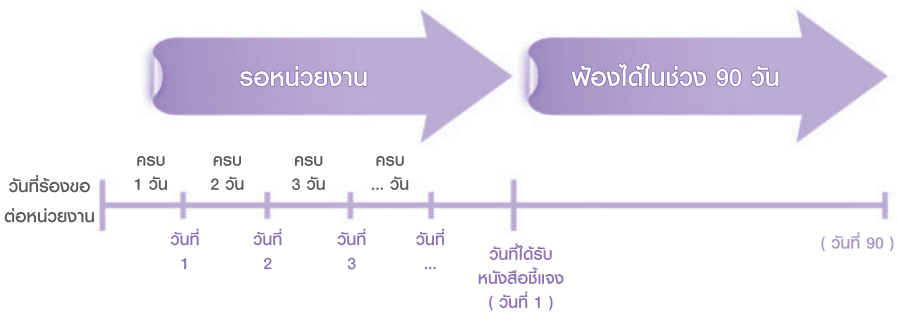 รอหน่วยงาน
ฟ้องได้ในช่วง 90 วัน
ครบ
1 วัน
ครบ
2 วัน
ครบ
3 วัน
ครบ
... วัน
วันที่ร้องขอ
ต่อหน่วยงาน
วันที่
1
วันที่
2
วันที่
3
วันที่
...
วันที่ได้รับ
หนังสือชี้แจง
( วันที่ 1 )
( วันที่ 90 )